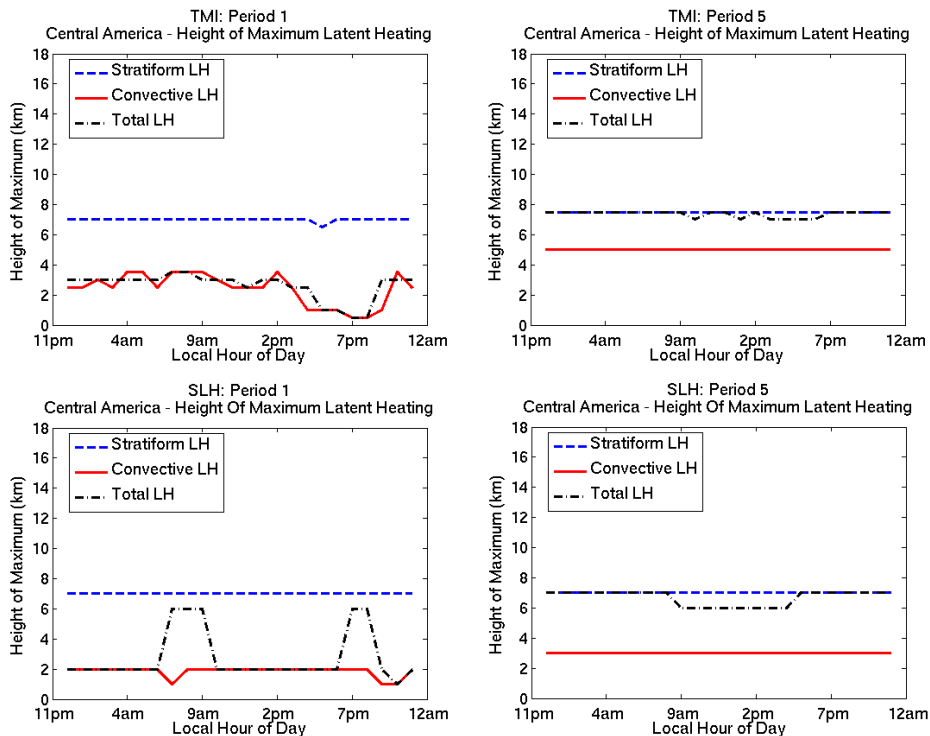 TMI: Period 1
Central America - Height of Maximum Latent Heating
18
16
14
12
10
8
6
4
2
0
Height of Maximum (km)
Stratiform LH
Convective LH
Total LH
11pm 4am 9am 2pm 7pm 12am
Local Hour of Day
TMI: Period 5
Central America - Height of Maximum Latent Heating
18
16
14
12
10
8
6
4
2
0
Height of Maximum (km)
Stratiform LH
Convective LH
Total LH
11pm 4am 9am 2pm 7pm 12am
Local Hour of Day
SLH: Period 1
Central America - Height Of Maximum Latent Heating
18
16
14
12
10
8
6
4
2
0
Height of Maximum (km)
Stratiform LH
Convective LH
Total LH
11pm 4am 9am 2pm 7pm 12am
Local Hour of Day
SLH: Period 5
Central America - Height Of Maximum Latent Heating
18
16
14
12
10
8
6
4
2
0
Height of Maximum (km)
Stratiform LH
Convective LH
Total LH
11pm 4am 9am 2pm 7pm 12am
Local Hour of Day